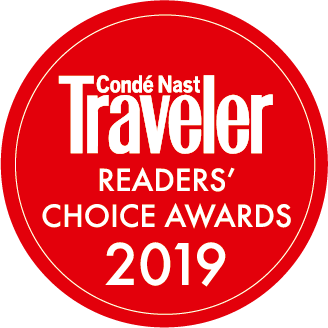 Condé Nast
Traveler
READERS’
CHOICE AWARDS
2019